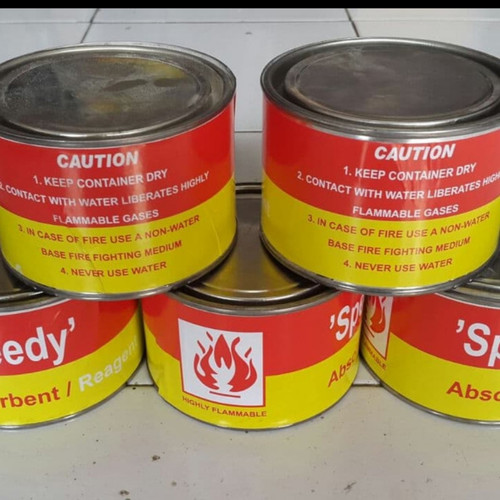 CAUTION
1. KEEP CONTAINER DRY
2. CONTACT WITH WATER LIBERATES HIGHLY
FLAMMABLE GASES
3. IN CASE OF FIRE USE A NON-WATER
BASE FIRE FIGHTING MEDIUM
4. NEVER USE WATER
CAUTION
1. KEEP CONTAINER DRY
2. CONTACT WITH WATER LIBERATES HIGHLY
FLAMMABLE GASES
3. IN CASE OF FIRE USE A NON-WATER
BASE FIRE FIGHTING MEDIUM
4. NEVER USE WATER
eedy'
rbent / Reagent
HIGHLY FLAMMABLE
'Sp
Abso
'Sp
Abso